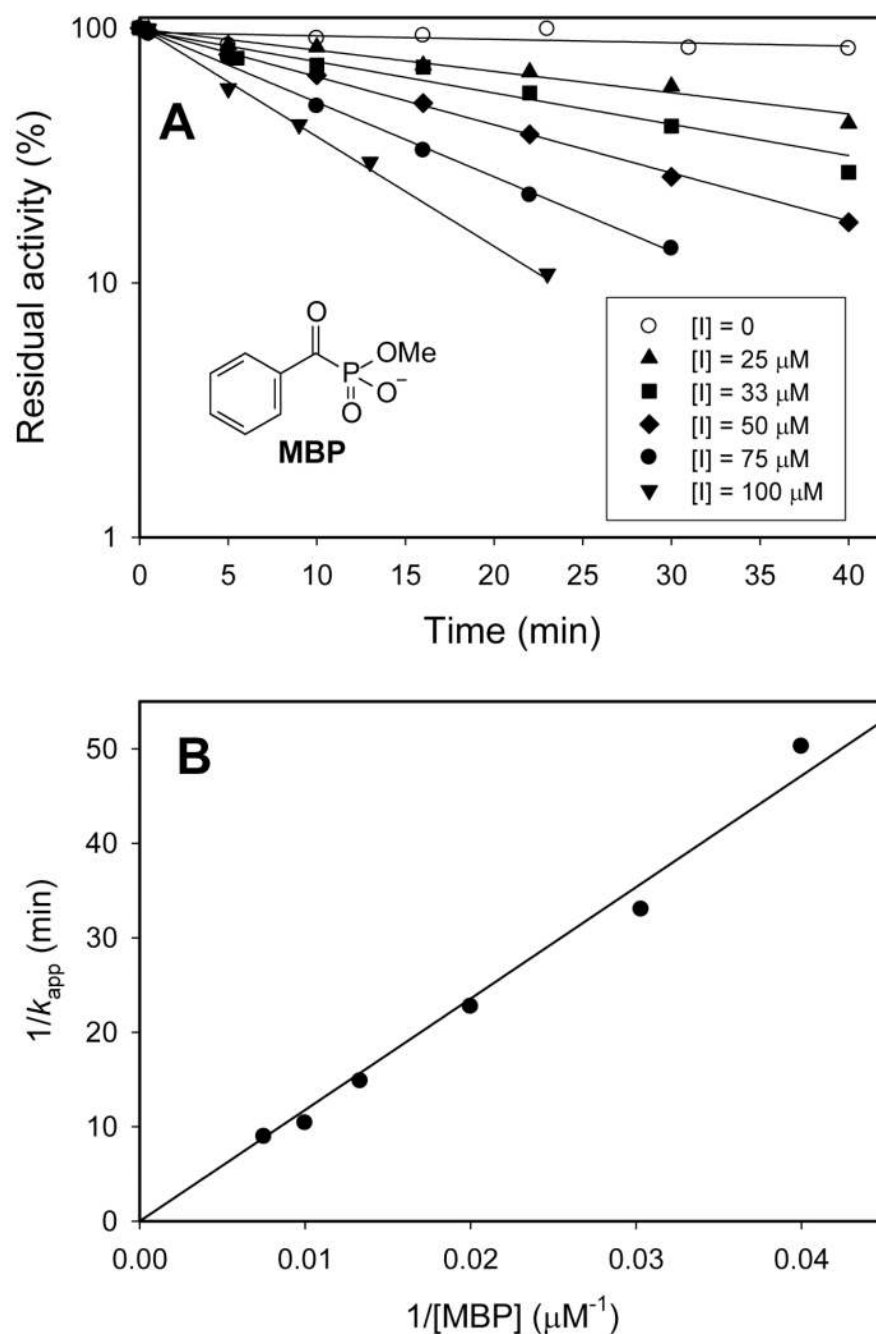 A
Residual activity (%)
100
10
1
O
OMe
P
O
O⁻
MBP
[I] = 0
[I] = 25 μM
[I] = 33 μM
[I] = 50 μM
[I] = 75 μM
[I] = 100 μM
0 5 10 15 20 25 30 35 40
Time (min)
B
1/kapp (min)
50
40
30
20
10
0
0.00 0.01 0.02 0.03 0.04
1/[MBP] (μM⁻¹)